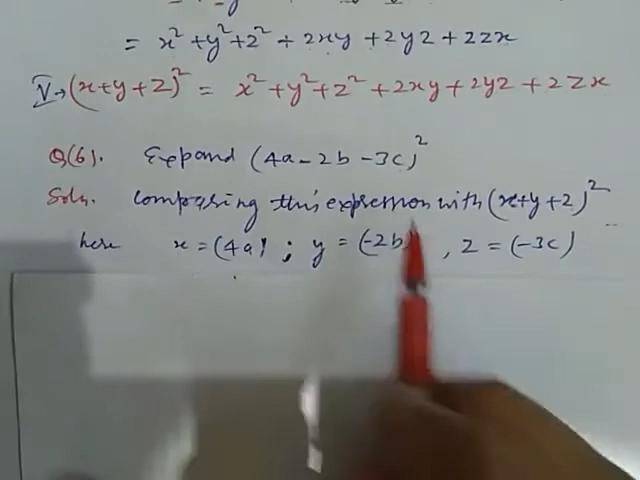 = x² + y² + z² + 2xy + 2yz + 2zx
V→ (x+y+z)² = x² + y² + z² + 2xy + 2yz + 2zx
Q(6). Expand (4a - 2b - 3c)²
Soln. Comparing this expression with (x+y+z)²
here x = (4a) ; y = (-2b) , z = (-3c)